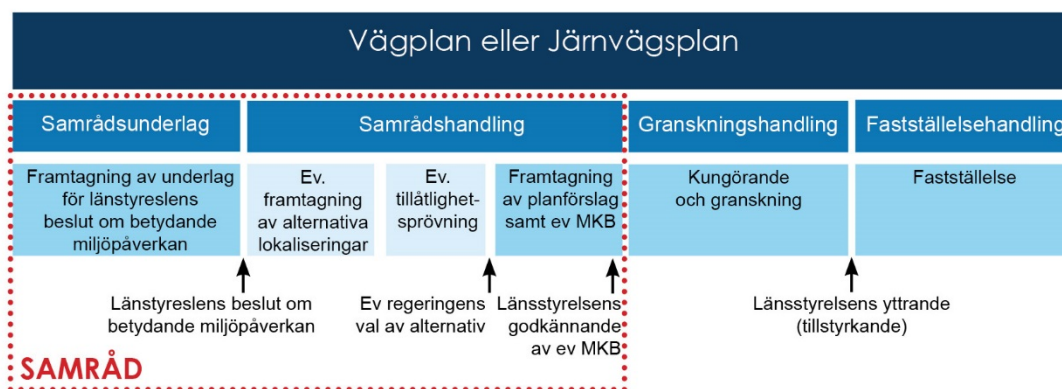 Vägplan eller Järnvägsplan
Samrådsunderlag
Samrådshandling
Granskningshandling
Fastställelsehandling
Framtagning av underlag
för länstyreslens
beslut om betydande
miljöpåverkan
Ev.
framtagning
av alternativa
lokaliseringar
Ev.
tillåtlighet-
sprövning
Framtagning
av planförslag
samt ev MKB
Kungörande
och granskning
Fastställelse
Länstyreslens beslut om
betydande miljöpåverkan
Ev regeringens
val av alternativ
Länsstyrelsens
godkännande
av ev MKB
Länsstyrelsens yttrande
(tillstyrkande)
SAMRÅD